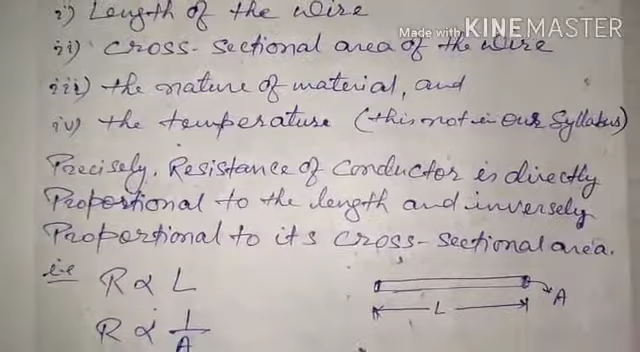 i) Length of the wire
Made with KINEMASTER
ii) cross-sectional area of the wire
iii) the nature of material, and
iv) the temperature (this not in our Syllabus)
Precisely, Resistance of conductor is directly
Proportional to the length and inversely
Proportional to its cross-sectional area.
i.e R ∝ L
R ∝ 1/A
L
A